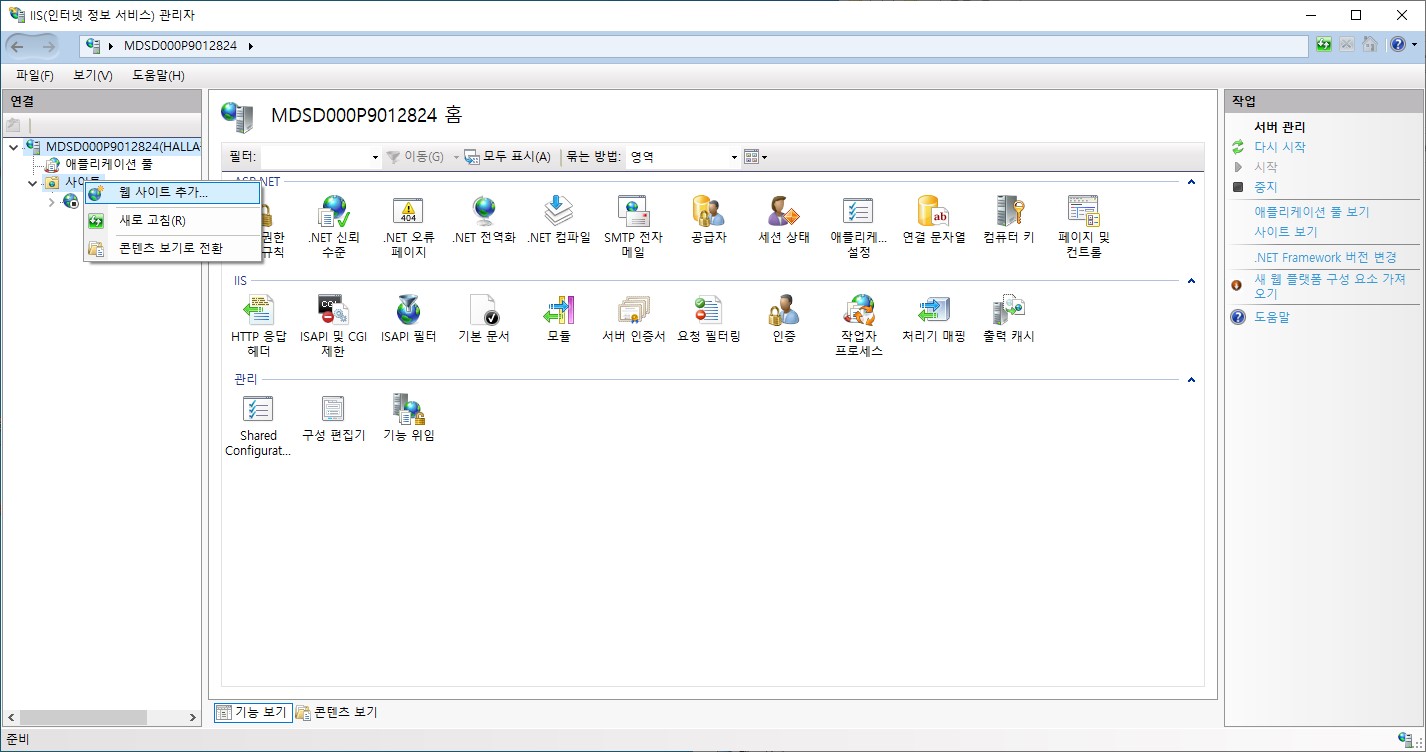 IIS(인터넷 정보 서비스) 관리자
MDSD000P9012824
파일(F) 보기(V) 도움말(H)
연결
MDSD000P9012824(HALLA
애플리케이션 풀
웹 사이트 추가...
새로 고침(R)
콘텐츠 보기로 전환
MDSD000P9012824 홈
필터: 이동(G) 모두 표시(A) 묶는 방법: 영역
.NET 신뢰 수준
.NET 오류 페이지
.NET 전역화
.NET 컴파일
SMTP 전자 메일
공급자
세션 상태
애플리케... 설정
연결 문자열
컴퓨터 키
페이지 및 컨트롤
IIS
HTTP 응답 헤더
ISAPI 및 CGI 제한
ISAPI 필터
기본 문서
모듈
서버 인증서
요청 필터링
인증
작업자 프로세스
처리기 매핑
출력 캐시
관리
Shared Configurat...
구성 편집기
기능 위임
기능 보기 콘텐츠 보기
작업
서버 관리
다시 시작
시작
중지
애플리케이션 풀 보기
사이트 보기
.NET Framework 버전 변경
새 웹 플랫폼 구성 요소 가져
오기
도움말
준비
404
ab
CGI